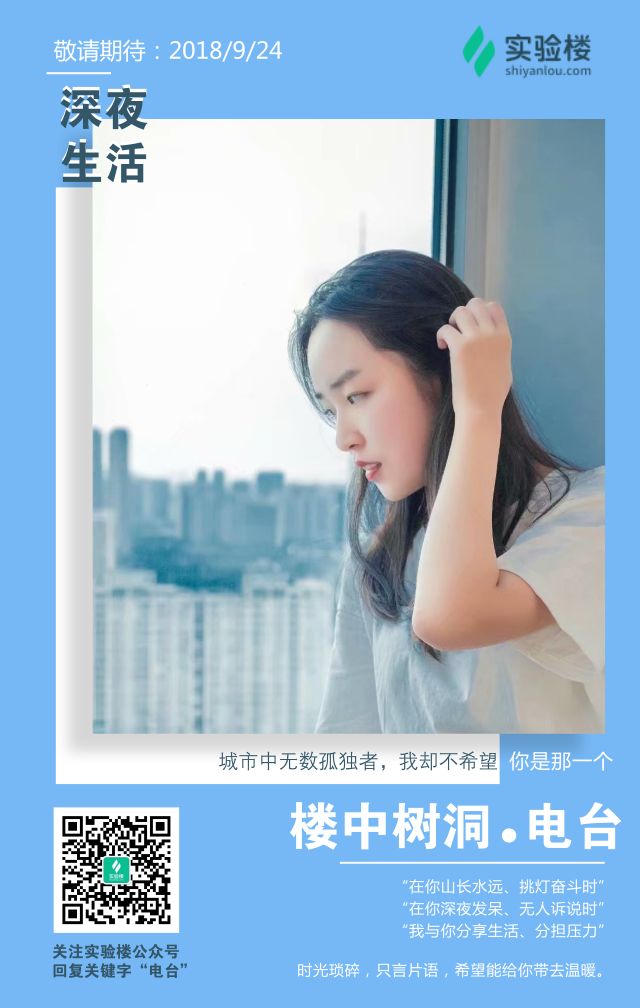 敬请期待：2018/9/24
实验楼
shiyanlou.com
深夜
生活
城市中无数孤独者，我却不希望 你是那一个
楼中树洞.电台
“在你山长水远、挑灯奋斗时”
“在你深夜发呆、无人诉说时”
“我与你分享生活、分担压力”
时光琐碎，只言片语，希望能给你带去温暖。
实验楼
关注实验楼公众号
回复关键字“电台”